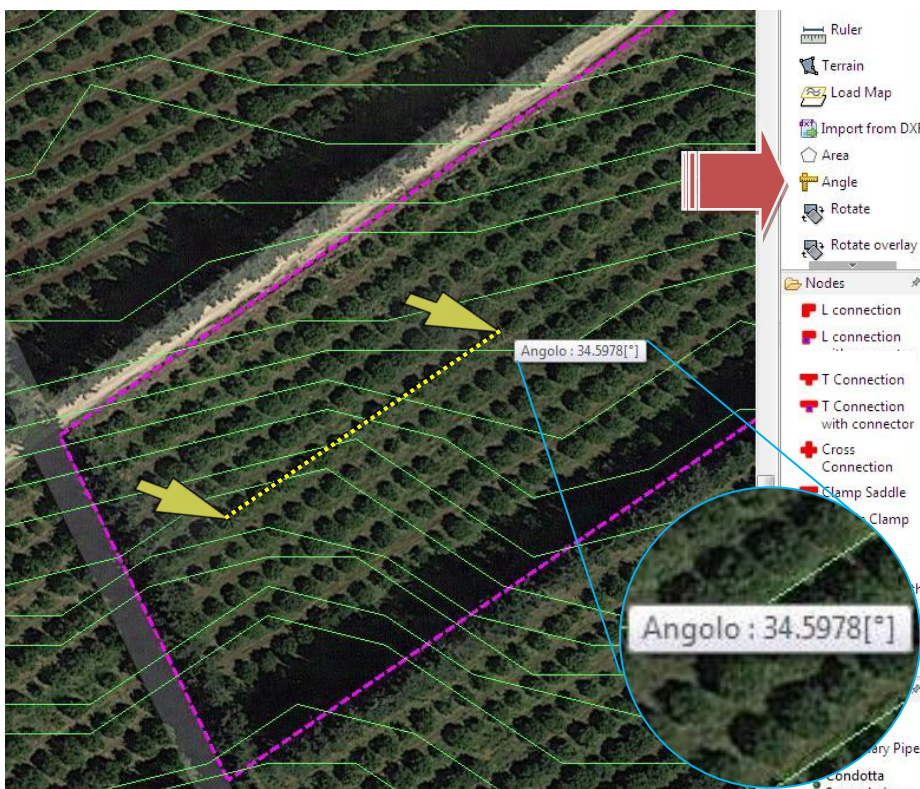 Ruler
Terrain
Load Map
Import from DXF
Area
Angle
Rotate
Rotate overlay
Nodes
L connection
L connection
T Connection
T Connection
with connector
Cross
Connection
Clamp Saddle
Clamp
Angolo : 34.5978[°]
Angolo : 34.5978[°]
ary Pipe
Condotta